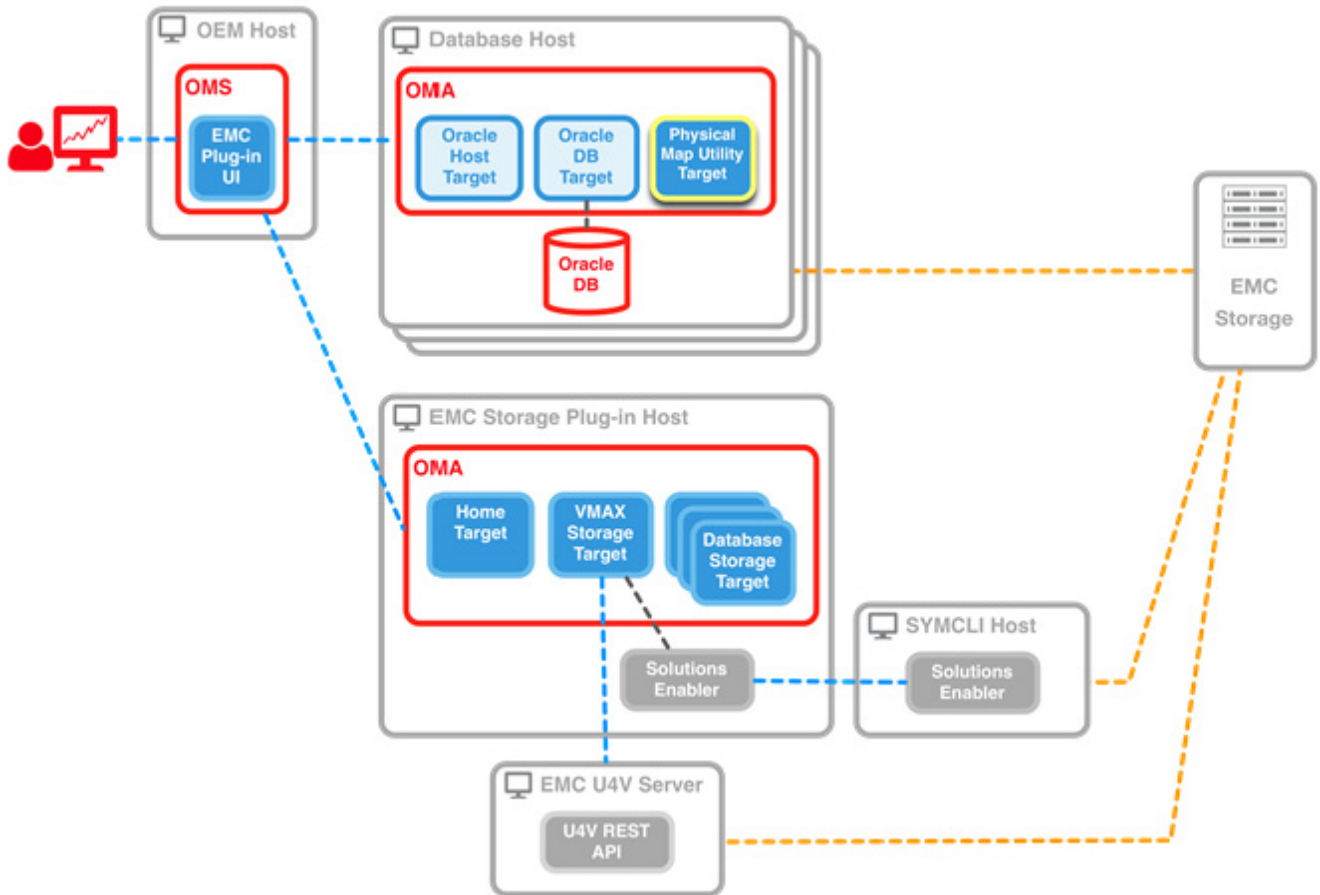 OEM Host
OMS
EMC
Plug-in
UI
Database Host
OMA
Oracle
Host
Target
Oracle
DB
Target
Physical
Map Utility
Target
Oracle
DB
EMC
Storage
EMC Storage Plug-in Host
OMA
Home
Target
VMAX
Storage
Target
Database
Storage
Target
Solutions
Enabler
SYMCLI Host
Solutions
Enabler
EMC U4V Server
U4V REST
API